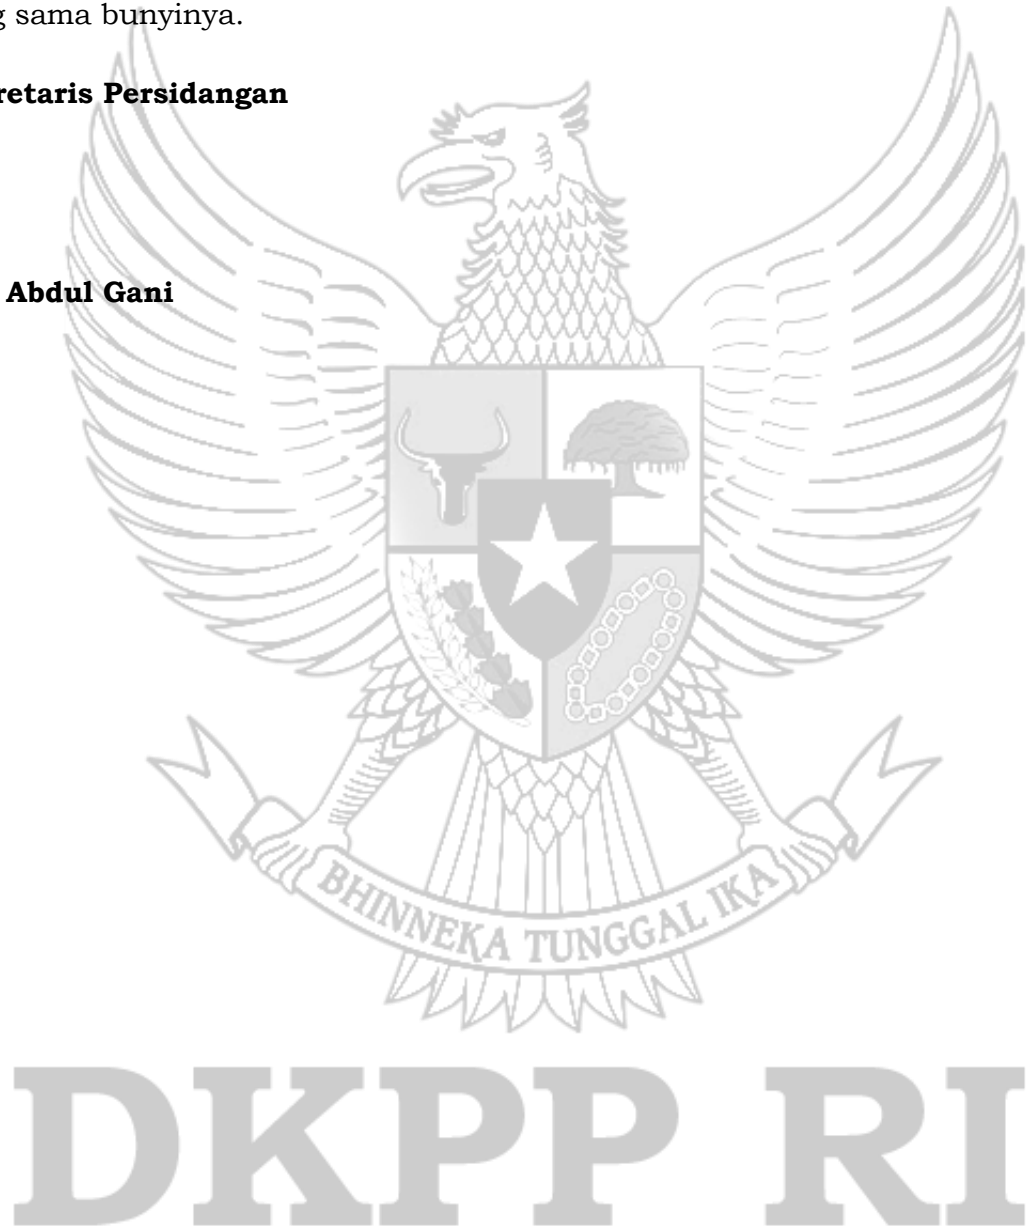 g sama bunyinya.
retaris Persidangan
Abdul Gani
BHINNEKA TUNGGAL IKA
DKPP RI